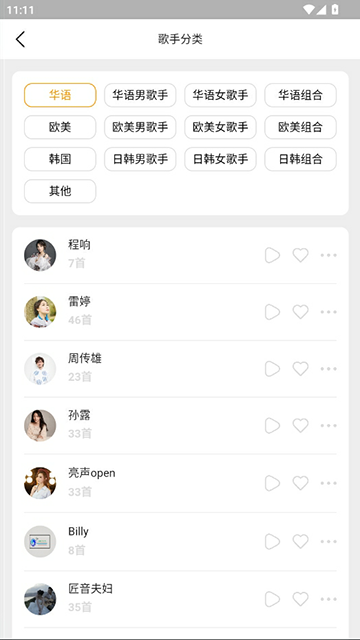 11:11
歌手分类
华语 华语男歌手 华语女歌手 华语组合
欧美 欧美男歌手 欧美女歌手 欧美组合
韩国 日韩男歌手 日韩女歌手 日韩组合
其他
程响
7首
雷婷
46首
周传雄
23首
孙露
33首
亮声open
33首
Billy
8首
匠音夫妇
35首